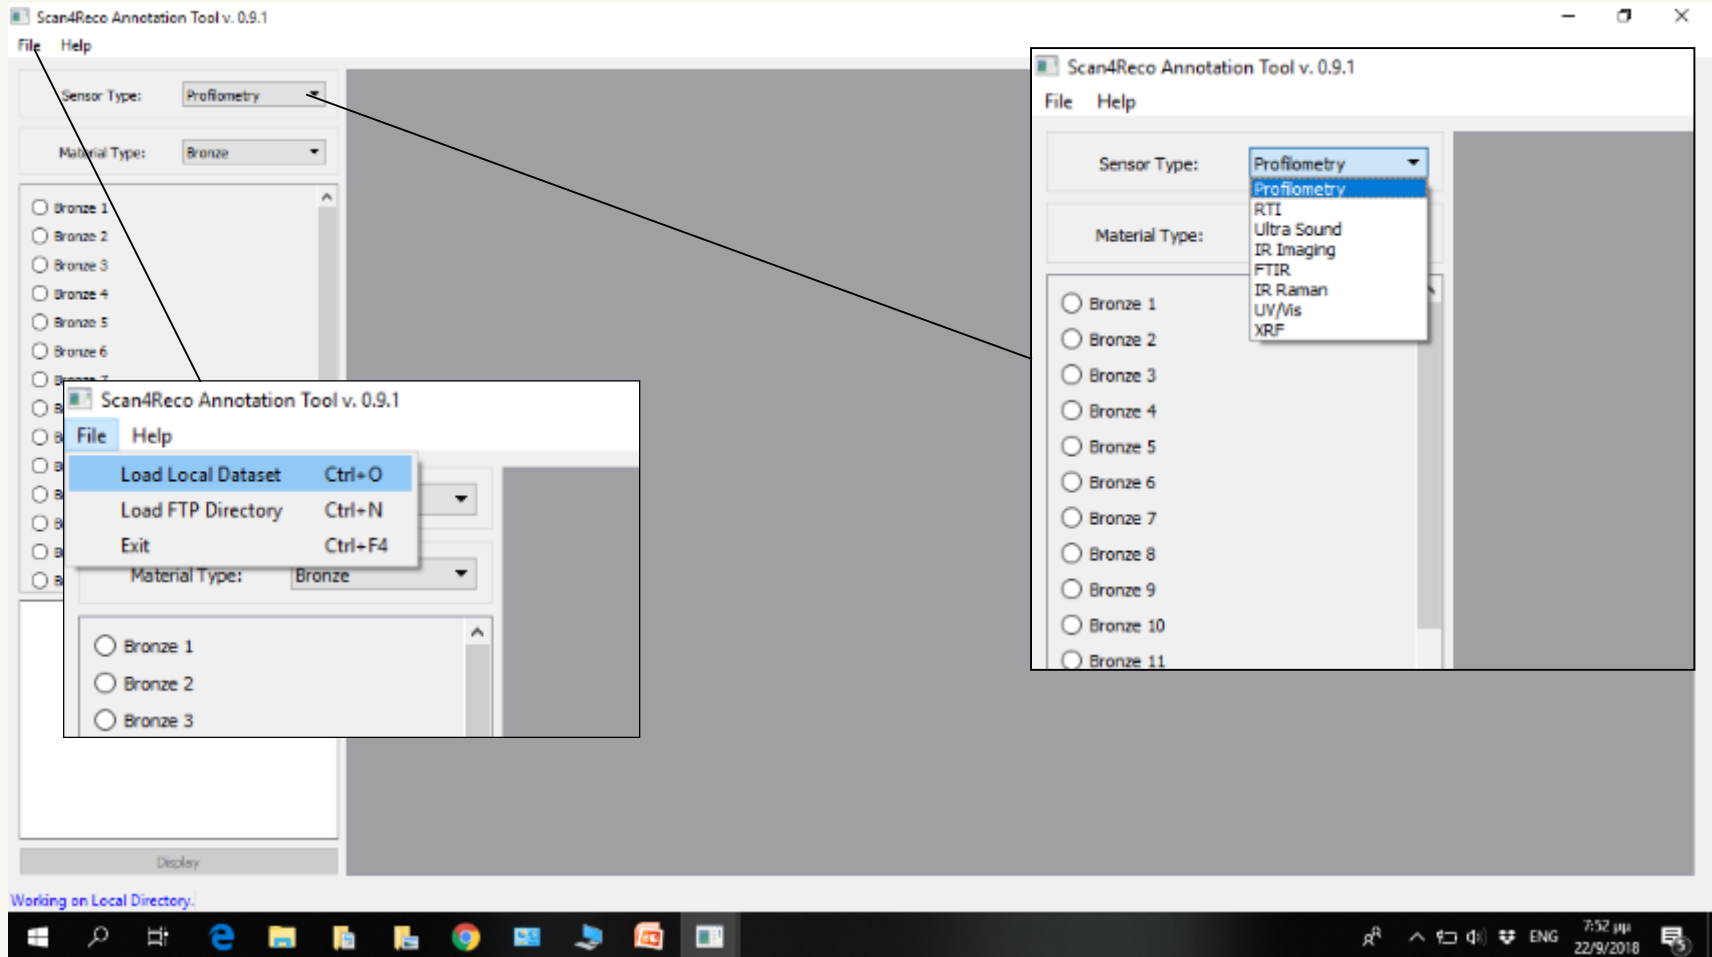 Scan4Reco Annotation Tool v. 0.9.1
File Help
Sensor Type: Profilometry
Material Type: Bronze
Bronze 1
Bronze 2
Bronze 3
Bronze 4
Bronze 5
Bronze 6
Display
Working on Local Directory.
Scan4Reco Annotation Tool v. 0.9.1
File Help
Load Local Dataset Ctrl+O
Load FTP Directory Ctrl+N
Exit Ctrl+F4
Material Type: Bronze
Bronze 1
Bronze 2
Bronze 3
Scan4Reco Annotation Tool v. 0.9.1
File Help
Sensor Type: Profilometry
Profilometry
RTI
Ultra Sound
IR Imaging
FTIR
IR Raman
UV/Vis
XRF
Material Type:
Bronze 1
Bronze 2
Bronze 3
Bronze 4
Bronze 5
Bronze 6
Bronze 7
Bronze 8
Bronze 9
Bronze 10
Bronze 11
ENG
7:52 μμ
22/9/2018
5